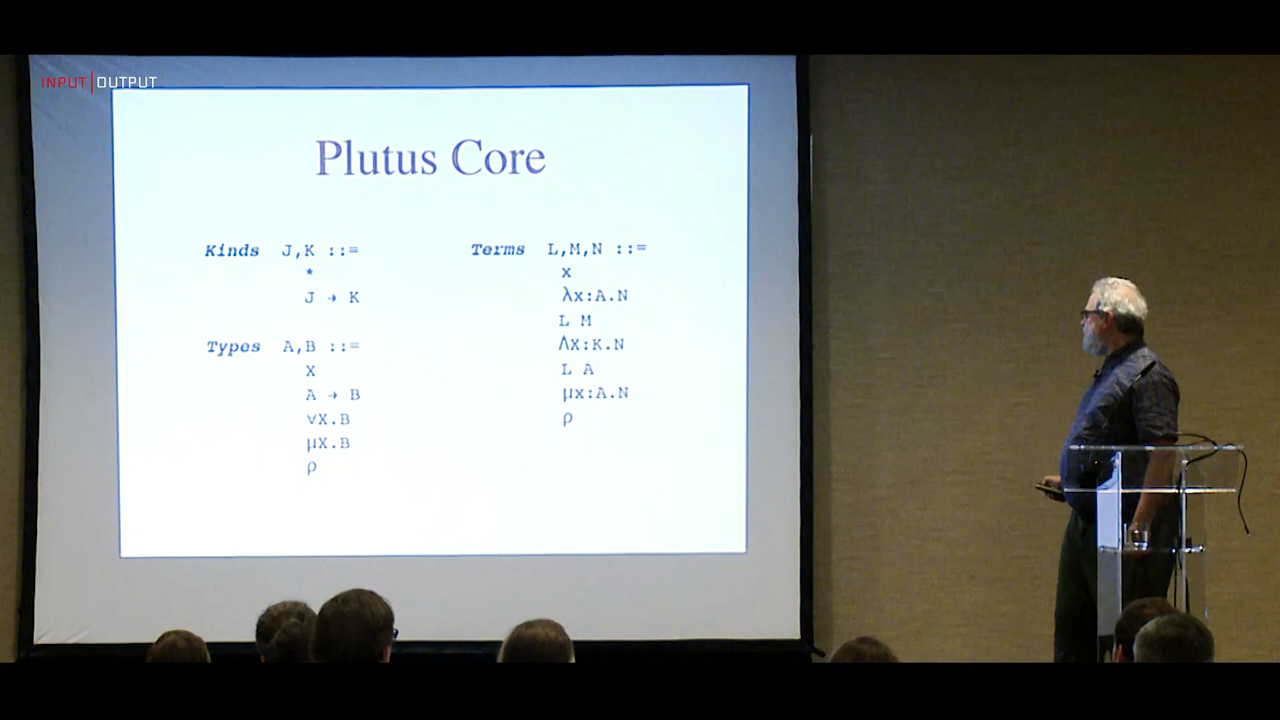 INPUT|OUTPUT
Plutus Core
Kinds J,K ::=
*
J → K
Types A,B ::=
X
A → B
∀X.B
μX.B
ρ
Terms L,M,N ::=
x
λx:A.N
L M
ΛX:K.N
L A
μx:A.N
ρ